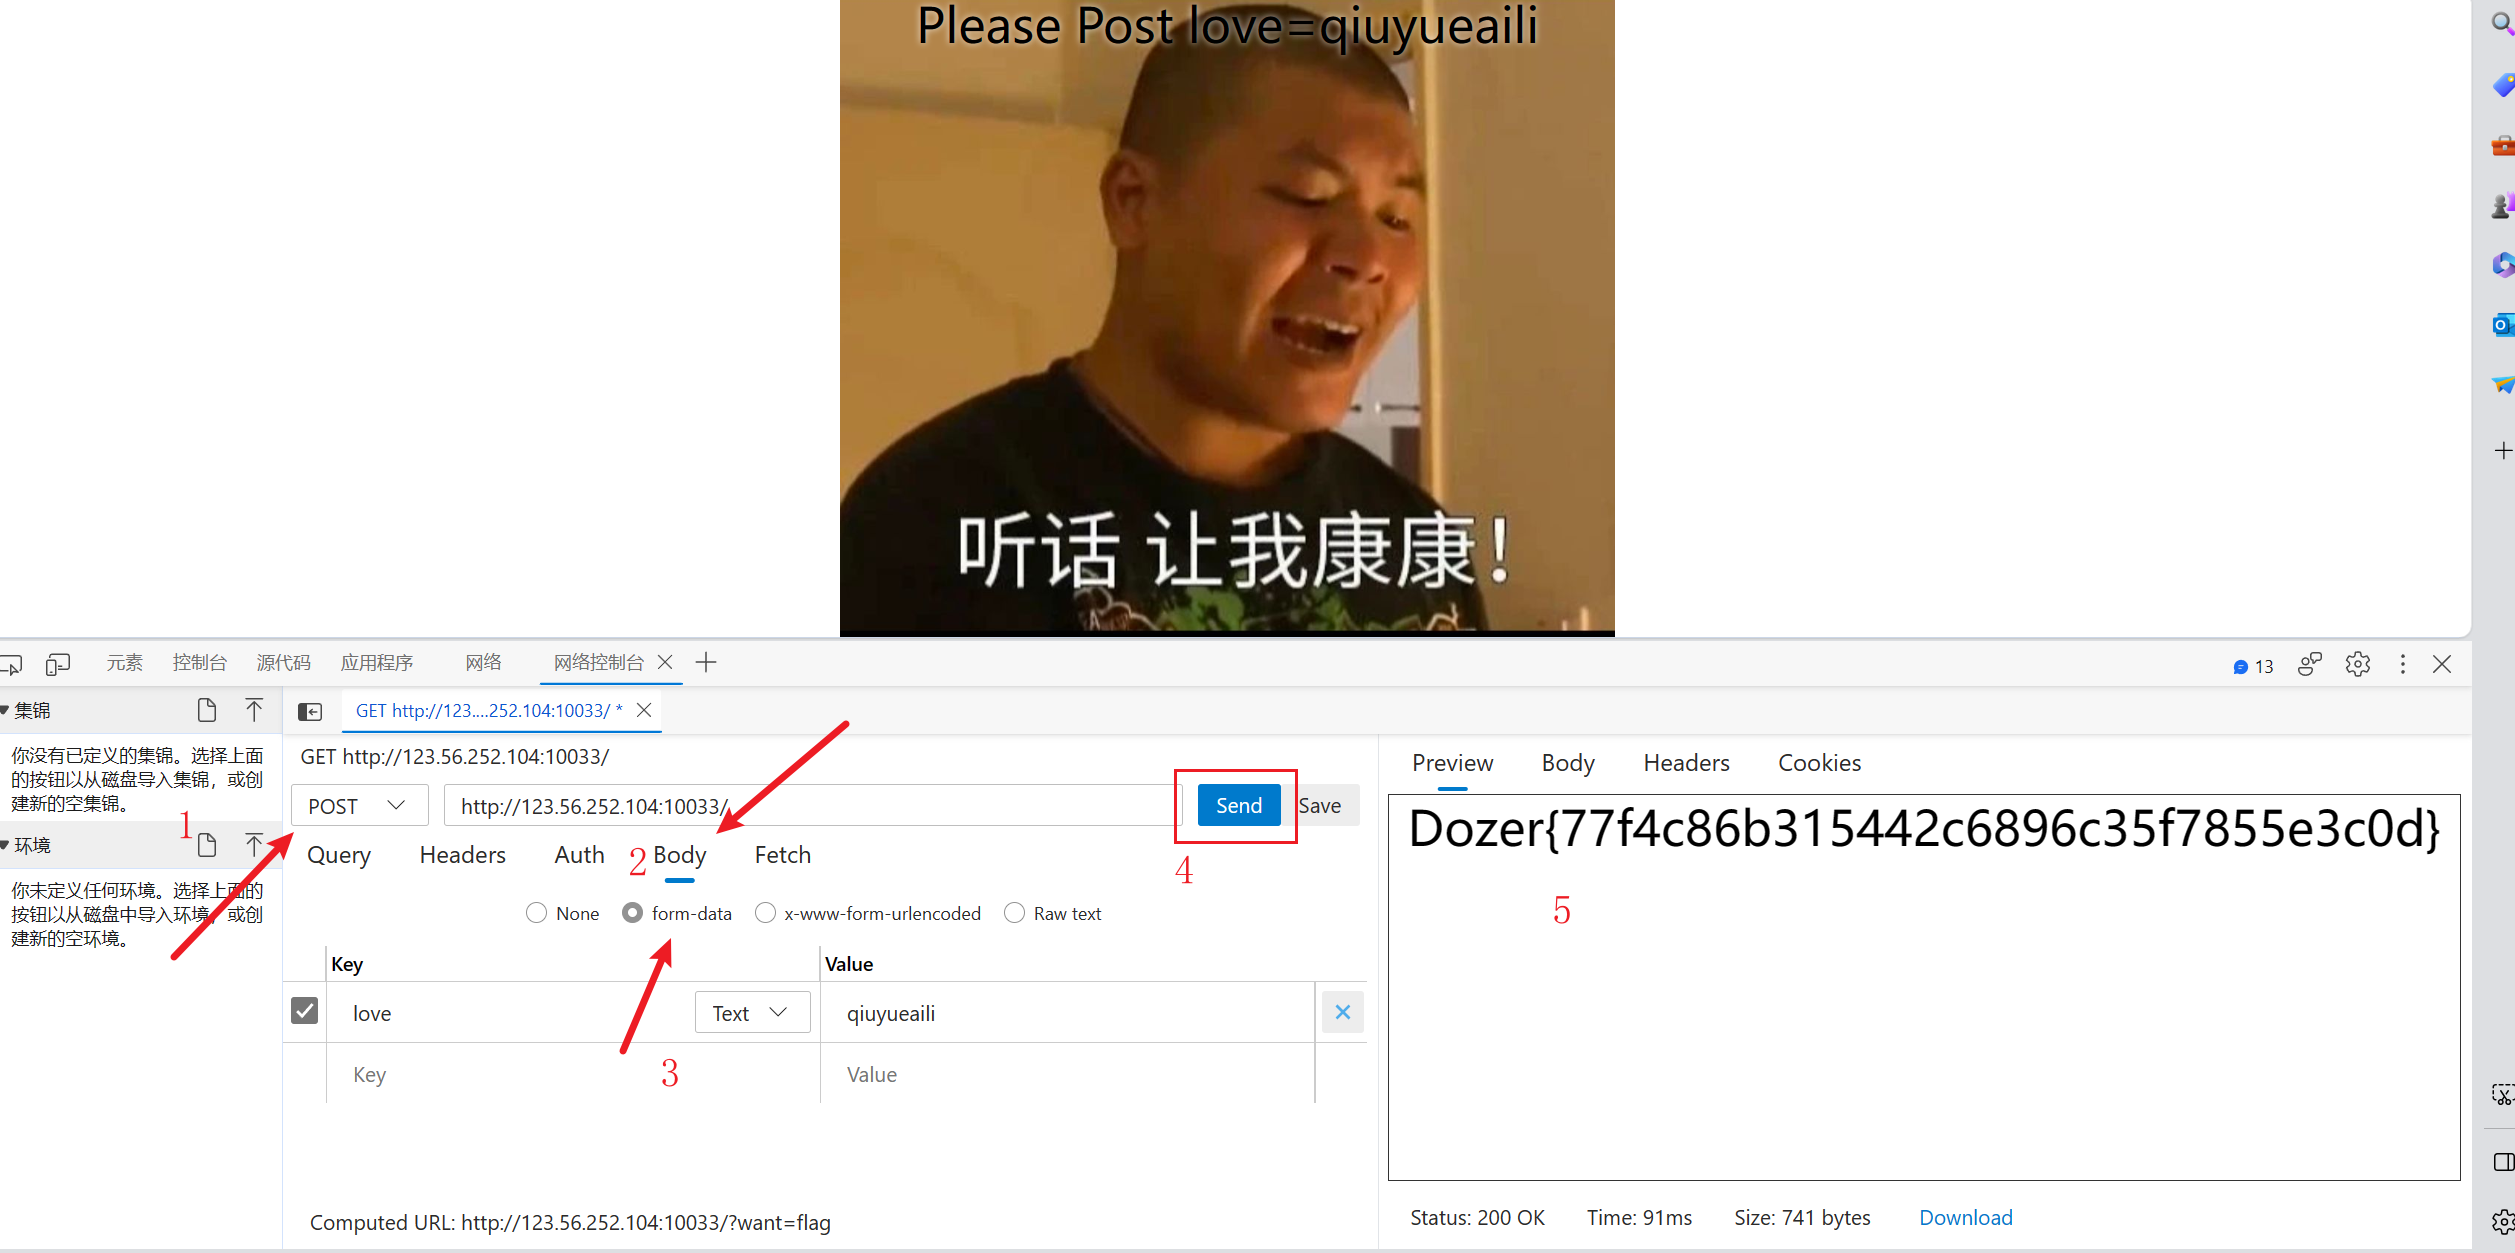 Please Post love=qiuyueaili
听话 让我康康!
元素 控制台 源代码 应用程序 网络 网络控制台
13
集锦
你没有已定义的集锦。选择上面
的按钮以从磁盘导入集锦，或创
建新的空集锦。
1
环境
你未定义任何环境。选择上面的
按钮以从磁盘中导入环境，或创
建新的空环境。
GET http://123....252.104:10033/ *
GET http://123.56.252.104:10033/
POST http://123.56.252.104:10033/ Send Save
Query Headers Auth 2 Body Fetch
4
None form-data x-www-form-urlencoded Raw text
Key Value
love Text qiuyueaili
3
Key Value
Computed URL: http://123.56.252.104:10033/?want=flag
Preview Body Headers Cookies
Dozer{77f4c86b315442c6896c35f7855e3c0d}
5
Status: 200 OK Time: 91ms Size: 741 bytes Download